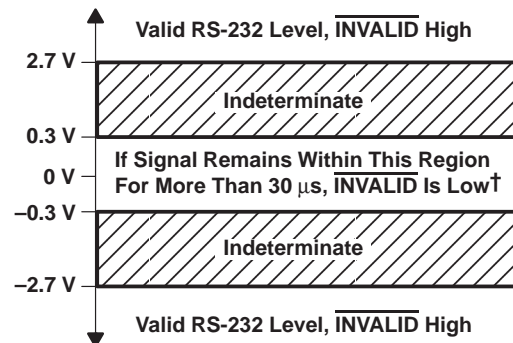 Valid RS-232 Level, INVALID High
2.7 V
Indeterminate
0.3 V
If Signal Remains Within This Region
0 V
For More Than 30 μs, INVALID Is Low†
–0.3 V
Indeterminate
–2.7 V
Valid RS-232 Level, INVALID High